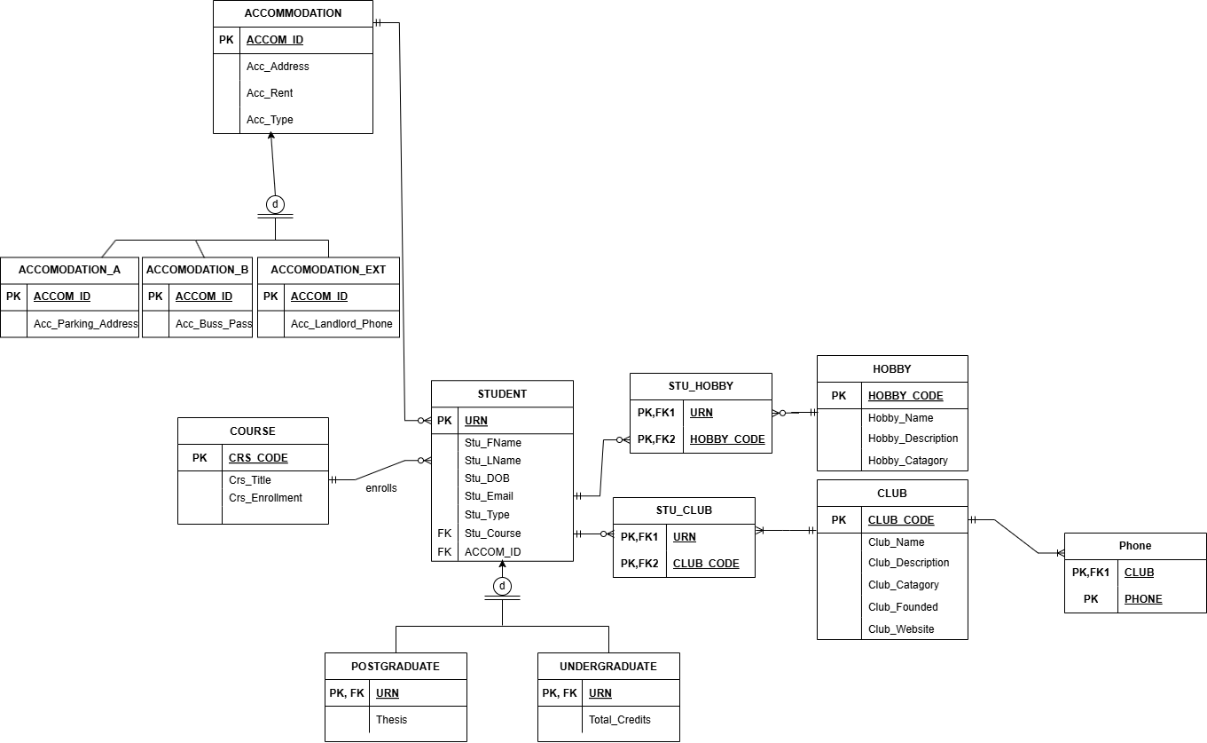 ACCOMMODATION
PK ACCOM_ID
Acc_Address
Acc_Rent
Acc_Type
d
ACCOMODATION_A
PK ACCOM_ID
Acc_Parking_Address
ACCOMODATION_B
PK ACCOM_ID
Acc_Buss_Pass
ACCOMODATION_EXT
PK ACCOM_ID
Acc_Landlord_Phone
COURSE
PK CRS_CODE
Crs_Title
Crs_Enrollment
enrolls
STUDENT
PK URN
Stu_FName
Stu_LName
Stu_DOB
Stu_Email
Stu_Type
FK Stu_Course
FK ACCOM_ID
d
POSTGRADUATE
PK, FK URN
Thesis
UNDERGRADUATE
PK, FK URN
Total_Credits
STU_HOBBY
PK,FK1 URN
PK,FK2 HOBBY_CODE
STU_CLUB
PK,FK1 URN
PK,FK2 CLUB_CODE
HOBBY
PK HOBBY_CODE
Hobby_Name
Hobby_Description
Hobby_Catagory
CLUB
PK CLUB_CODE
Club_Name
Club_Description
Club_Catagory
Club_Founded
Club_Website
Phone
PK,FK1 CLUB
PK PHONE